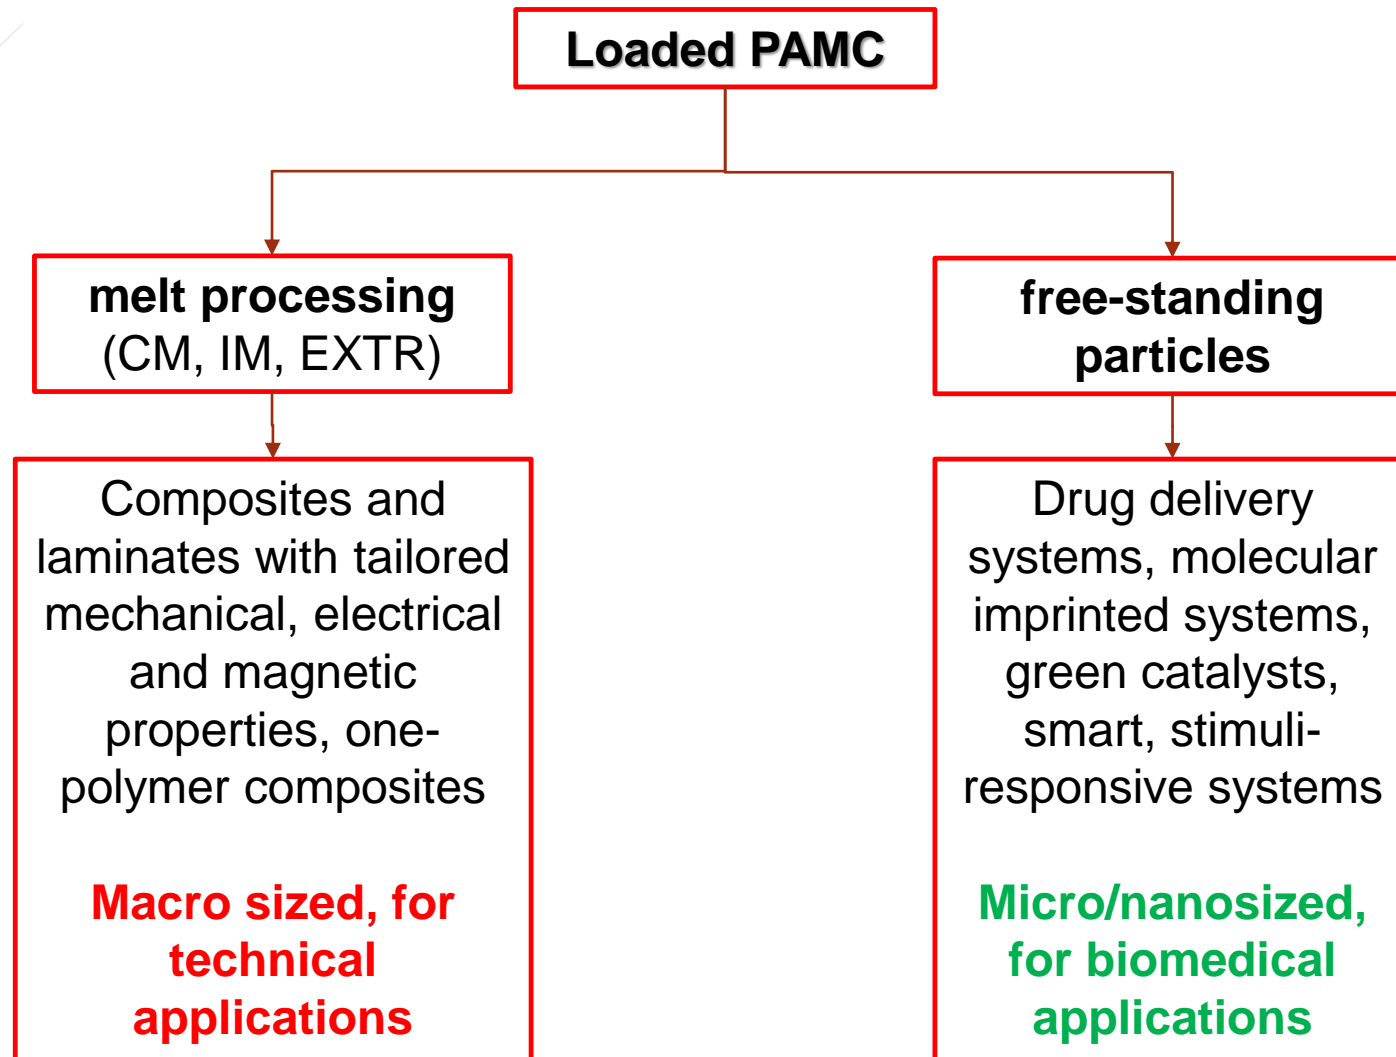 Loaded PAMC
melt processing
(CM, IM, EXTR)
free-standing
particles
Composites and
laminates with tailored
mechanical, electrical
and magnetic
properties, one-
polymer composites
Macro sized, for
technical
applications
Drug delivery
systems, molecular
imprinted systems,
green catalysts,
smart, stimuli-
responsive systems
Micro/nanosized,
for biomedical
applications